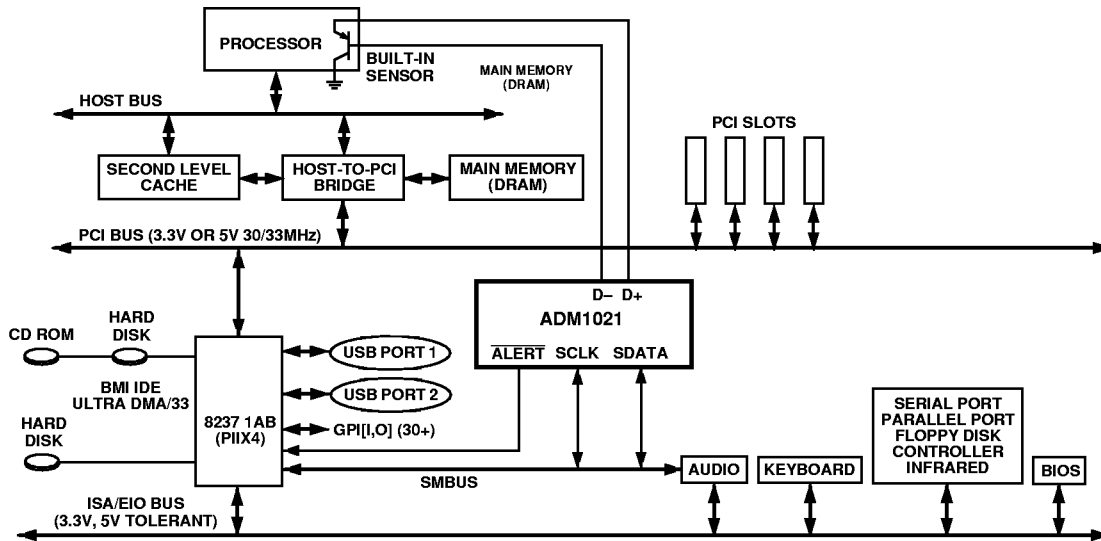 PROCESSOR
BUILT-IN
SENSOR
MAIN MEMORY
(DRAM)
HOST BUS
PCI SLOTS
SECOND LEVEL
CACHE
HOST-TO-PCI
BRIDGE
MAIN MEMORY
(DRAM)
PCI BUS (3.3V OR 5V 30/33MHz)
D– D+
ADM1021
ALERT SCLK SDATA
CD ROM
HARD
DISK
BMI IDE
ULTRA DMA/33
HARD
DISK
8237 1AB
(PIIX4)
USB PORT 1
USB PORT 2
GPI[I,O] (30+)
SMBUS
AUDIO
KEYBOARD
SERIAL PORT
PARALLEL PORT
FLOPPY DISK
CONTROLLER
INFRARED
BIOS
ISA/EIO BUS
(3.3V, 5V TOLERANT)